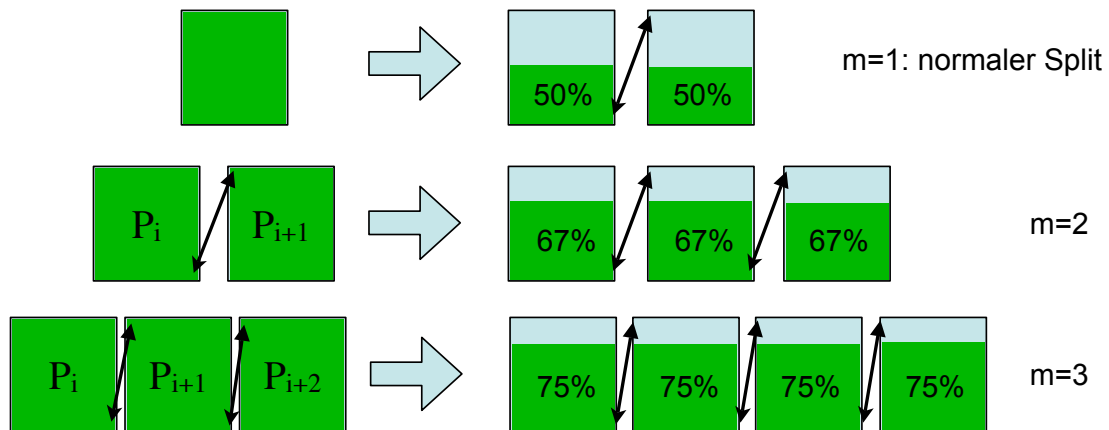 50% 50% m=1: normaler Split
Pi Pi+1 67% 67% 67% m=2
Pi Pi+1 Pi+2 75% 75% 75% 75% m=3